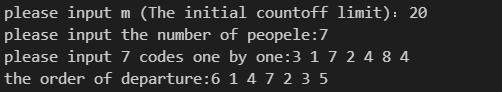 please input m (The initial countoff limit)：20
please input the number of peopele:7
please input 7 codes one by one:3 1 7 2 4 8 4
the order of departure:6 1 4 7 2 3 5